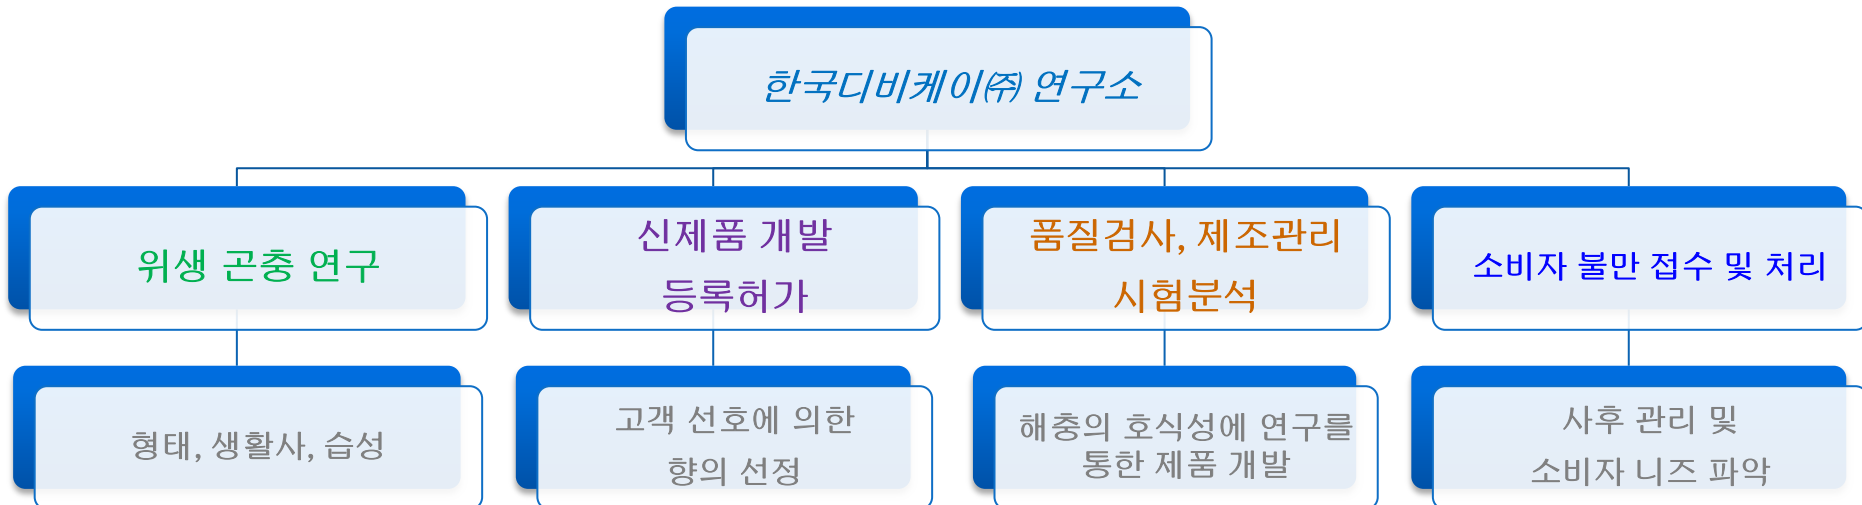 한국디비케이㈜ 연구소
위생 곤충 연구
신제품 개발
등록허가
품질검사, 제조관리
시험분석
소비자 불만 접수 및 처리
형태, 생활사, 습성
고객 선호에 의한
향의 선정
해충의 호식성에 연구를
통한 제품 개발
사후 관리 및
소비자 니즈 파악